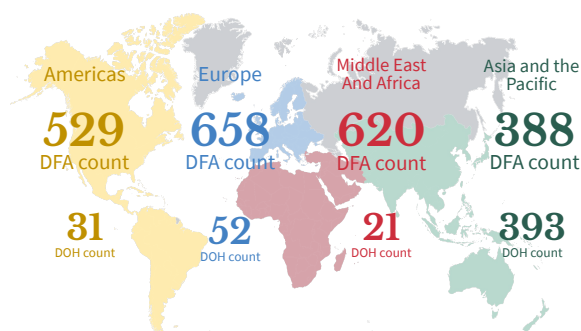 Americas
529
DFA count
31
DOH count
Europe
658
DFA count
52
DOH count
Middle East
And Africa
620
DFA count
21
DOH count
Asia and the
Pacific
388
DFA count
393
DOH count